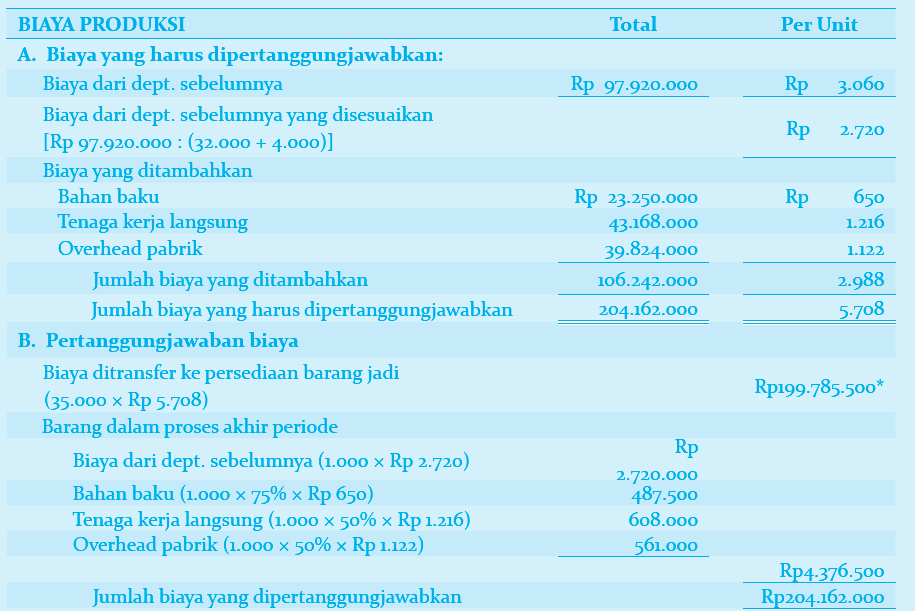 BIAYA PRODUKSI Total Per Unit
A. Biaya yang harus dipertanggungjawabkan:
Biaya dari dept. sebelumnya Rp 97.920.000 Rp 3.060
Biaya dari dept. sebelumnya yang disesuaikan
[Rp 97.920.000 : (32.000 + 4.000)] Rp 2.720
Biaya yang ditambahkan
Bahan baku Rp 23.250.000 Rp 650
Tenaga kerja langsung 43.168.000 1.216
Overhead pabrik 39.824.000 1.122
Jumlah biaya yang ditambahkan 106.242.000 2.988
Jumlah biaya yang harus dipertanggungjawabkan 204.162.000 5.708
B. Pertanggungjawaban biaya
Biaya ditransfer ke persediaan barang jadi
(35.000 × Rp 5.708) Rp199.785.500*
Barang dalam proses akhir periode
Biaya dari dept. sebelumnya (1.000 × Rp 2.720) Rp
2.720.000
Bahan baku (1.000 × 75% × Rp 650) 487.500
Tenaga kerja langsung (1.000 × 50% × Rp 1.216) 608.000
Overhead pabrik (1.000 × 50% × Rp 1.122) 561.000
Rp4.376.500
Jumlah biaya yang dipertanggungjawabkan Rp204.162.000